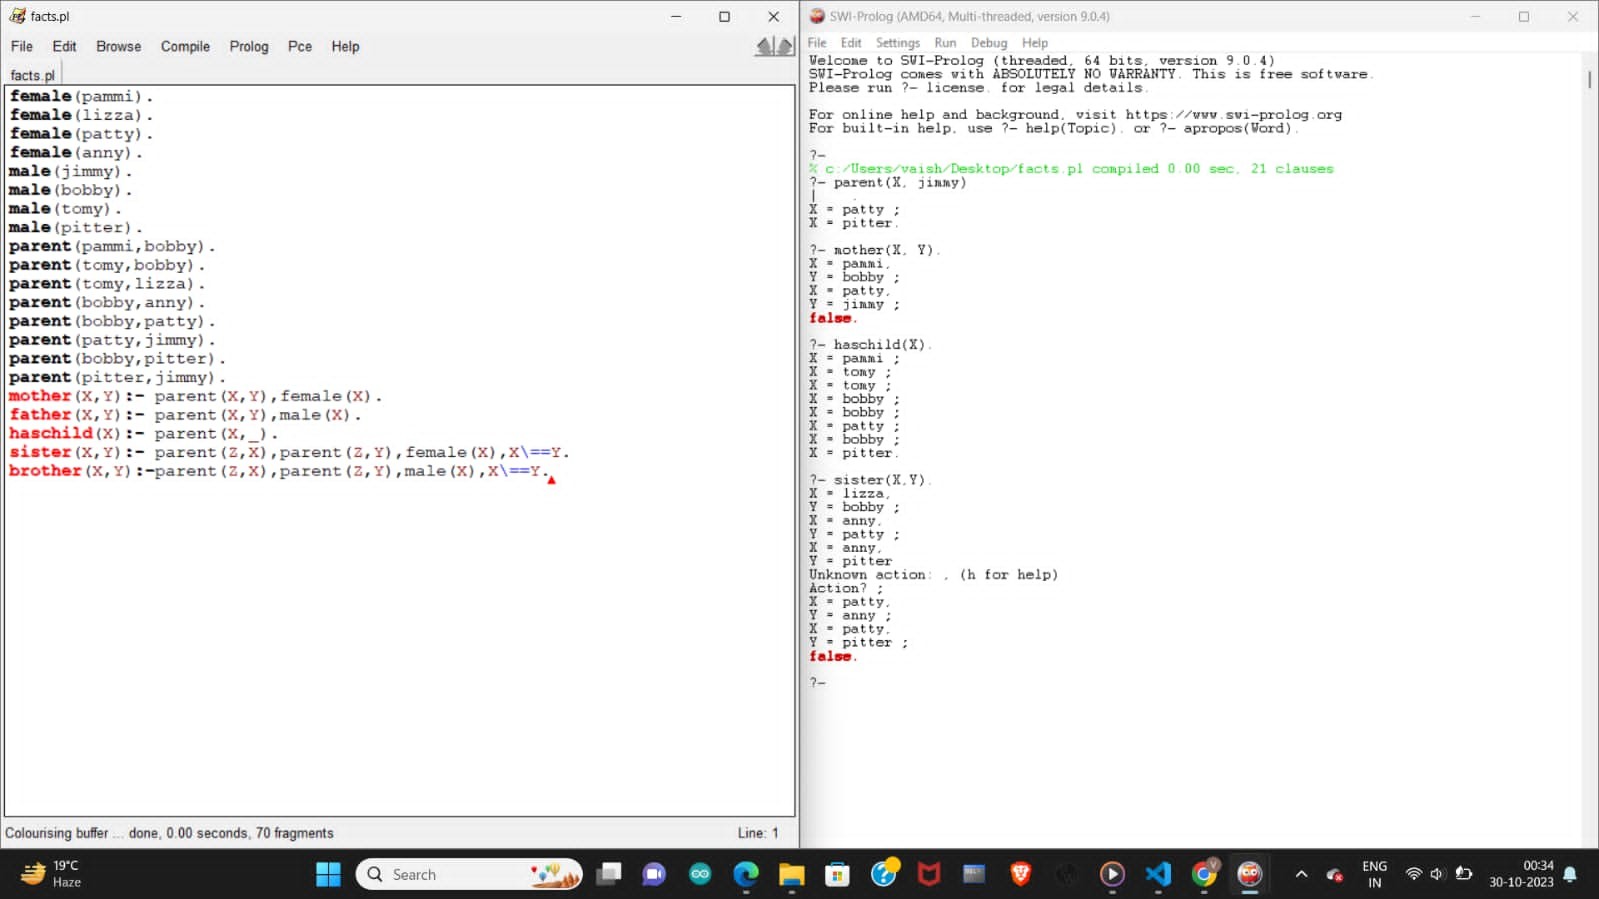 facts.pl
File Edit Browse Compile Prolog Pce Help
facts.pl
female(pammi).
female(lizza).
female(patty).
female(anny).
male(jimmy).
male(bobby).
male(tomy).
male(pitter).
parent(pammi,bobby).
parent(tomy,bobby).
parent(tomy,lizza).
parent(bobby,anny).
parent(bobby,patty).
parent(patty,jimmy).
parent(bobby,pitter).
parent(pitter,jimmy).
mother(X,Y):- parent(X,Y),female(X).
father(X,Y):- parent(X,Y),male(X).
haschild(X):- parent(X,_).
sister(X,Y):- parent(Z,X),parent(Z,Y),female(X),X\==Y.
brother(X,Y):-parent(Z,X),parent(Z,Y),male(X),X\==Y.
Colourising buffer ... done, 0.00 seconds, 70 fragments Line: 1
SWI-Prolog (AMD64, Multi-threaded, version 9.0.4)
File Edit Settings Run Debug Help
Welcome to SWI-Prolog (threaded, 64 bits, version 9.0.4)
SWI-Prolog comes with ABSOLUTELY NO WARRANTY. This is free software.
Please run ?- license. for legal details.
For online help and background, visit https://www.swi-prolog.org
For built-in help, use ?- help(Topic). or ?- apropos(Word).
?-
% c:/Users/vaish/Desktop/facts.pl compiled 0.00 sec, 21 clauses
?- parent(X, jimmy)
| .
X = patty ;
X = pitter.
?- mother(X, Y).
X = pammi,
Y = bobby ;
X = patty,
Y = jimmy ;
false.
?- haschild(X).
X = pammi ;
X = tomy ;
X = tomy ;
X = bobby ;
X = bobby ;
X = patty ;
X = bobby ;
X = pitter.
?- sister(X,Y).
X = lizza,
Y = bobby ;
X = anny,
Y = patty ;
X = anny,
Y = pitter
Unknown action: , (h for help)
Action? ;
X = patty,
Y = anny ;
X = patty,
Y = pitter ;
false.
?-
19°C
Haze
Search
ENG
IN
00:34
30-10-2023